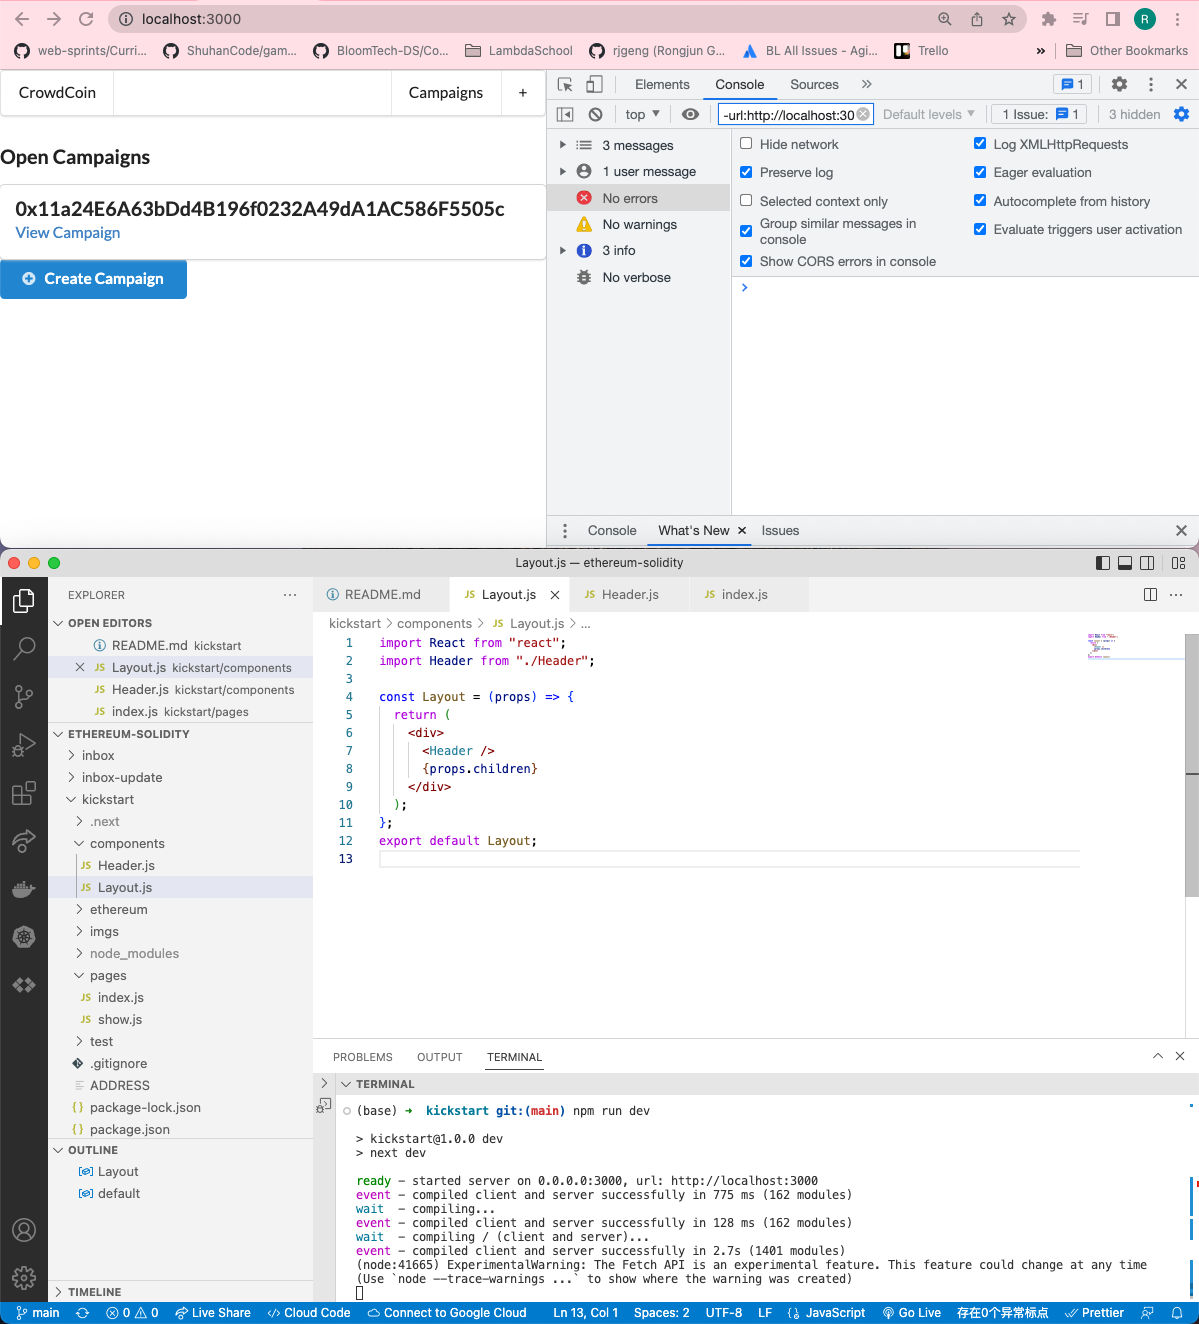 localhost:3000
R
web-sprints/Curri...
ShuhanCode/gam...
BloomTech-DS/Co...
LambdaSchool
rjgeng (Rongjun G...
BL All Issues - Agi...
Trello
»
Other Bookmarks
CrowdCoin
Campaigns
+
Open Campaigns
0x11a24E6A63bDd4B196f0232A49dA1AC586F5505c
View Campaign
Create Campaign
Elements
Console
Sources
»
1
top
-url:http://localhost:30
Default levels
1 Issue:
1
3 hidden
3 messages
1 user message
No errors
No warnings
3 info
No verbose
Hide network
Preserve log
Selected context only
Group similar messages in
console
Show CORS errors in console
Log XMLHttpRequests
Eager evaluation
Autocomplete from history
Evaluate triggers user activation
Console
What's New
Issues
Layout.js — ethereum-solidity
EXPLORER
OPEN EDITORS
README.md kickstart
JS Layout.js kickstart/components
JS Header.js kickstart/components
JS index.js kickstart/pages
ETHEREUM-SOLIDITY
inbox
inbox-update
kickstart
.next
components
JS Header.js
JS Layout.js
ethereum
imgs
node_modules
pages
JS index.js
JS show.js
test
.gitignore
ADDRESS
{} package-lock.json
{} package.json
OUTLINE
Layout
default
TIMELINE
README.md
JS Layout.js
JS Header.js
JS index.js
kickstart > components > JS Layout.js > ...
1 import React from "react";
2 import Header from "./Header";
3
4 const Layout = (props) => {
5 return (
6 <div>
7 <Header />
8 {props.children}
9 </div>
10 );
11 };
12 export default Layout;
13
PROBLEMS
OUTPUT
TERMINAL
TERMINAL
(base) ➜ kickstart git:(main) npm run dev
> kickstart@1.0.0 dev
> next dev
ready - started server on 0.0.0.0:3000, url: http://localhost:3000
event - compiled client and server successfully in 775 ms (162 modules)
wait - compiling...
event - compiled client and server successfully in 128 ms (162 modules)
wait - compiling / (client and server)...
event - compiled client and server successfully in 2.7s (1401 modules)
(node:41665) ExperimentalWarning: The Fetch API is an experimental feature. This feature could change at any time
(Use `node --trace-warnings ...` to show where the warning was created)
main
0
0
Live Share
Cloud Code
Connect to Google Cloud
Ln 13, Col 1
Spaces: 2
UTF-8
LF
{} JavaScript
Go Live
存在0个异常标点
Prettier